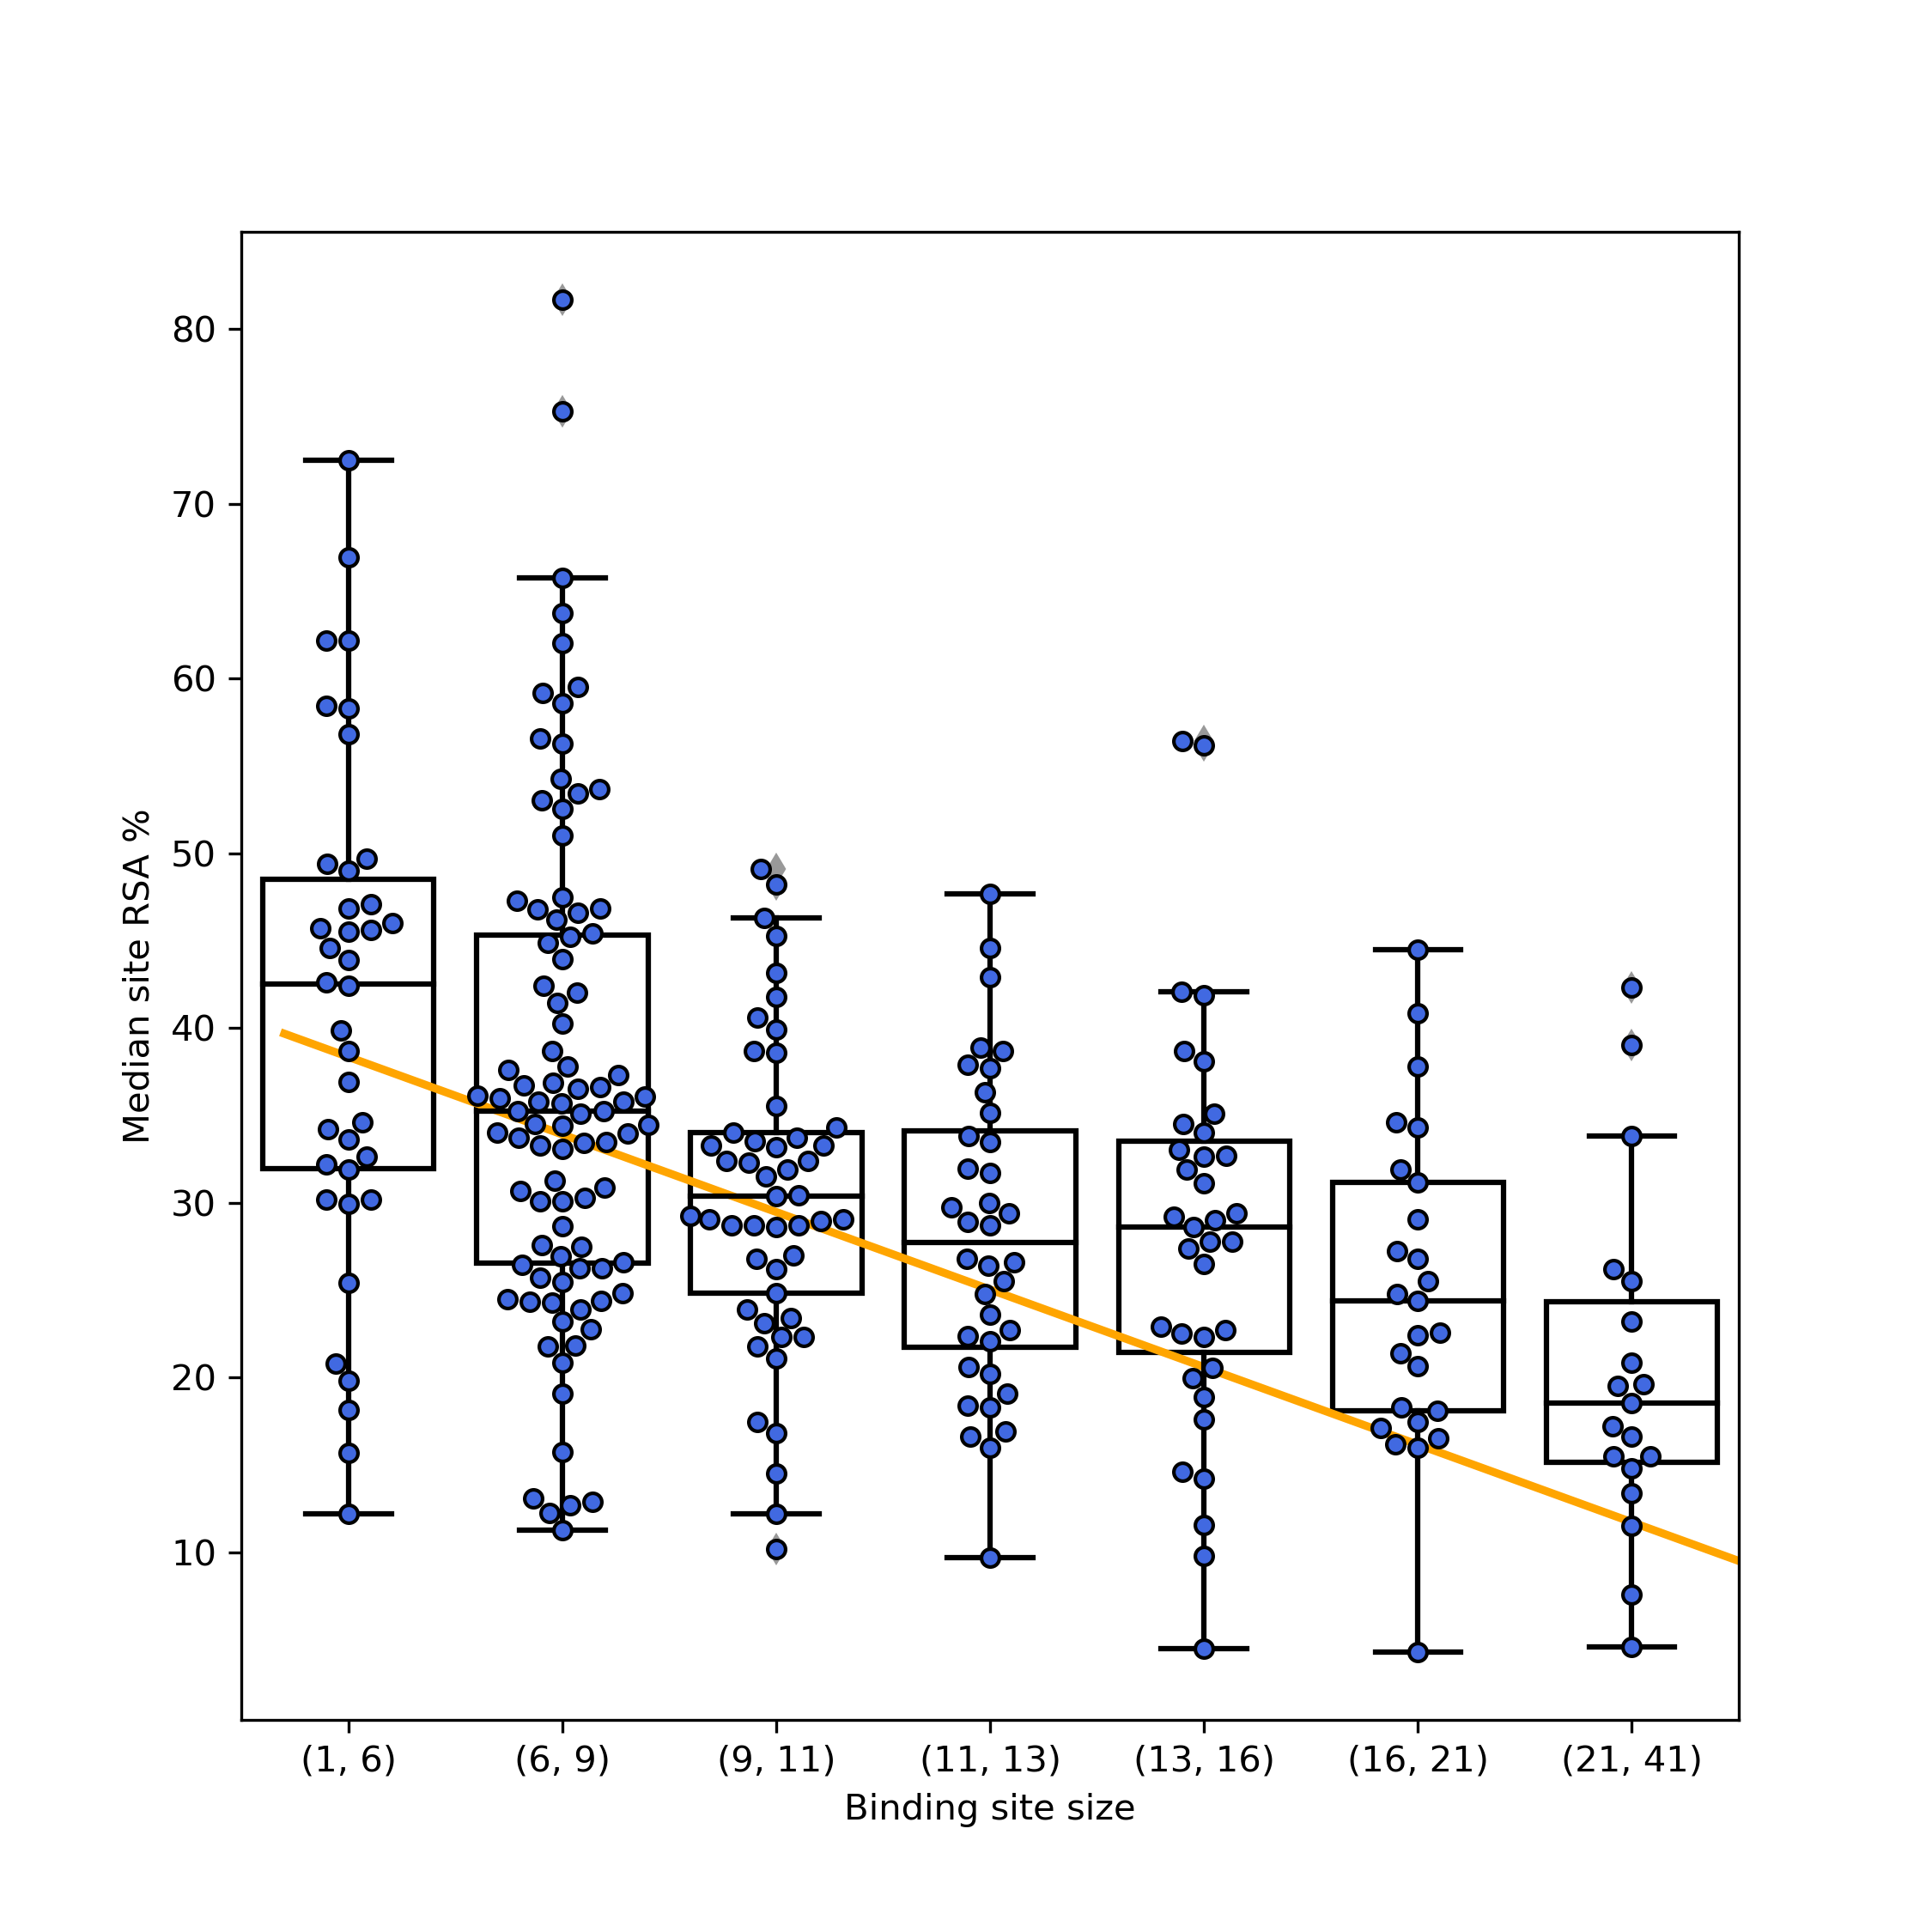 80
70
60
50
40
30
20
10
Median site RSA %
(1, 6) (6, 9) (9, 11) (11, 13) (13, 16) (16, 21) (21, 41)
Binding site size